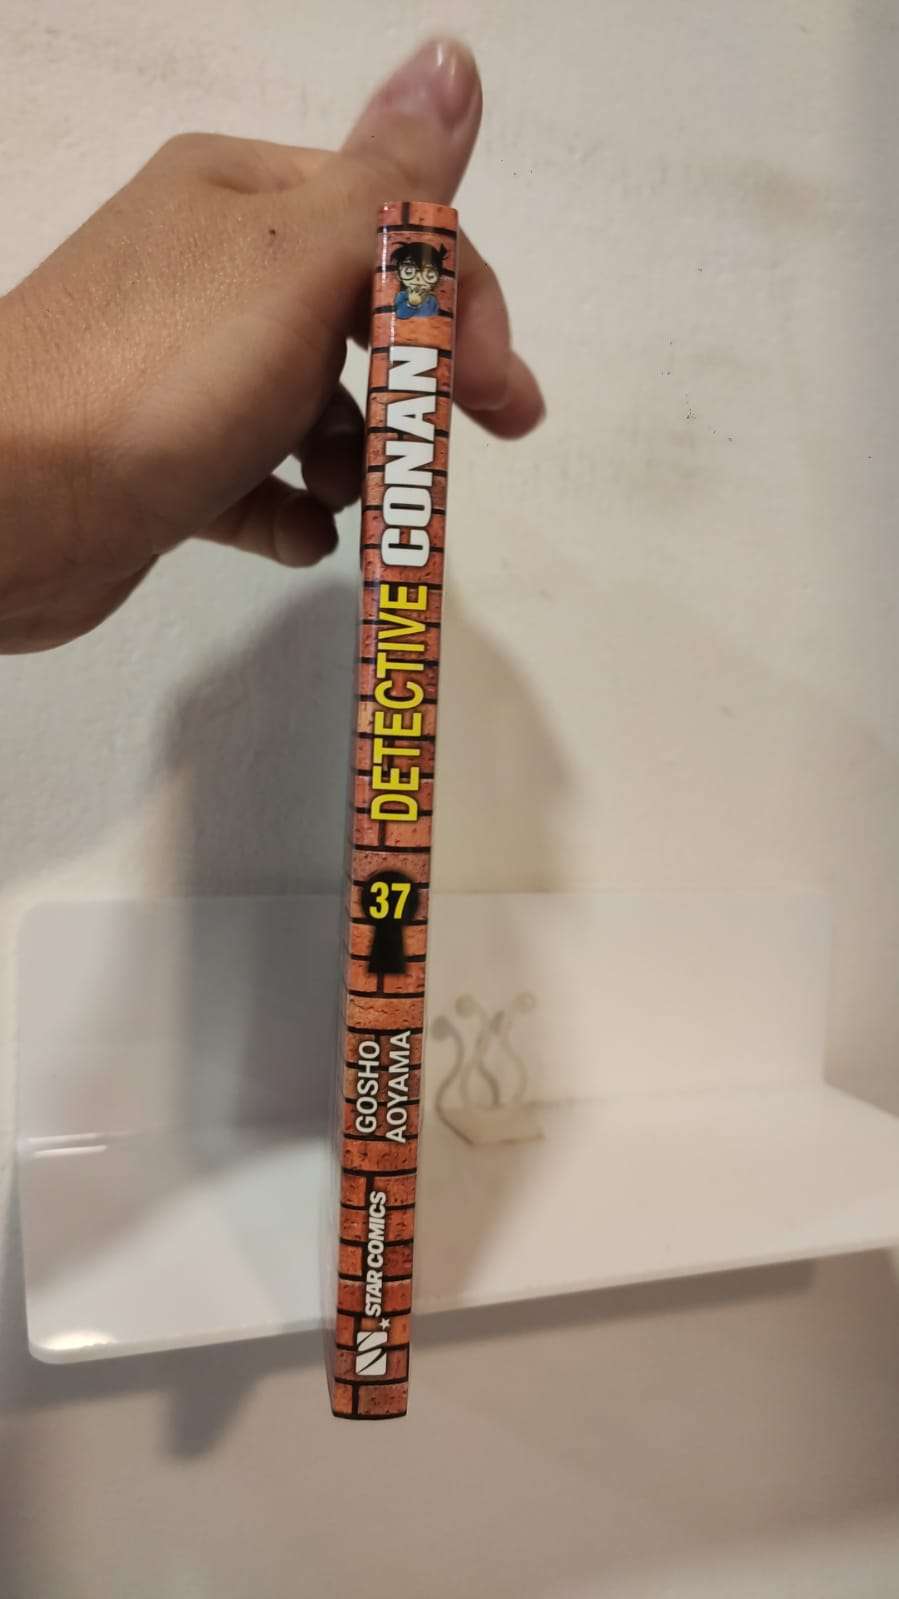 DETECTIVE CONAN
37
GOSHO
AOYAMA
STAR COMICS